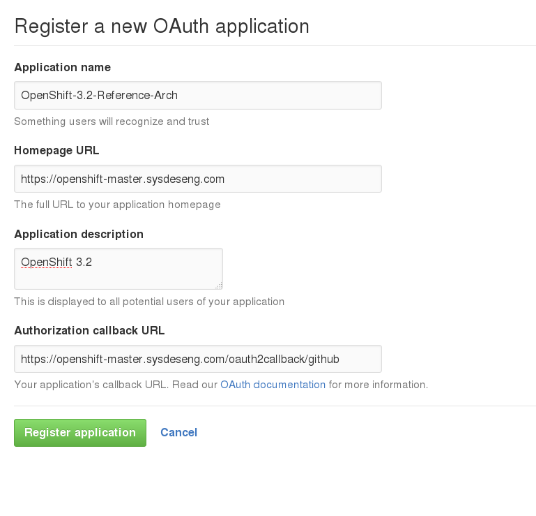 Register a new OAuth application
Application name
OpenShift-3.2-Reference-Arch
Something users will recognize and trust
Homepage URL
https://openshift-master.sysdeseng.com
The full URL to your application homepage
Application description
OpenShift 3.2
This is displayed to all potential users of your application
Authorization callback URL
https://openshift-master.sysdeseng.com/oauth2callback/github
Your application's callback URL. Read our OAuth documentation for more information.
Register application Cancel